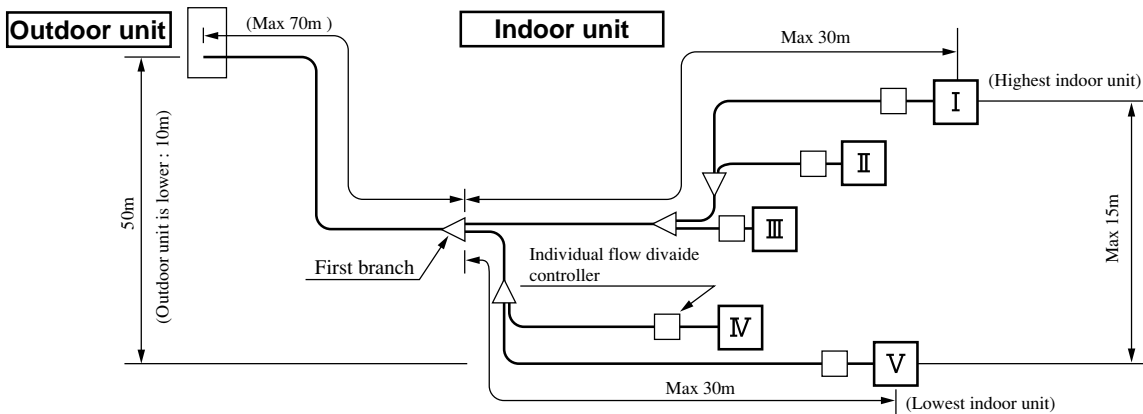 Outdoor unit
(Max 70m )
Indoor unit
Max 30m
(Highest indoor unit)
Ⅰ
Ⅱ
Ⅲ
50m
(Outdoor unit is lower : 10m)
Max 15m
First branch
Individual flow divaide
controller
Ⅳ
Ⅴ
Max 30m
(Lowest indoor unit)